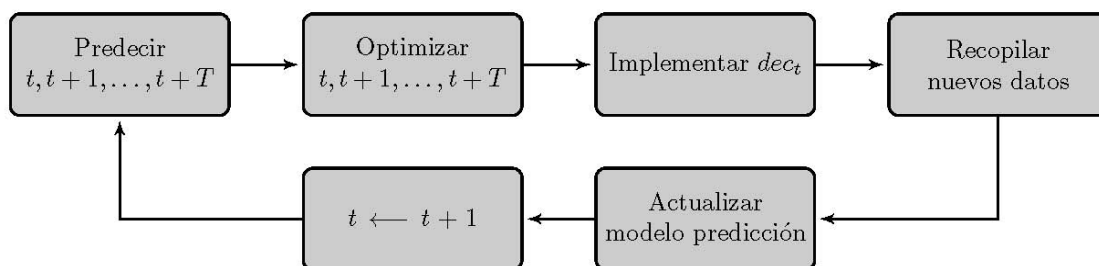 Predecir
t, t + 1, . . . , t + T
Optimizar
t, t + 1, . . . , t + T
Implementar dec_t
Recopilar
nuevos datos
Actualizar
modelo predicción
t ⟵ t + 1